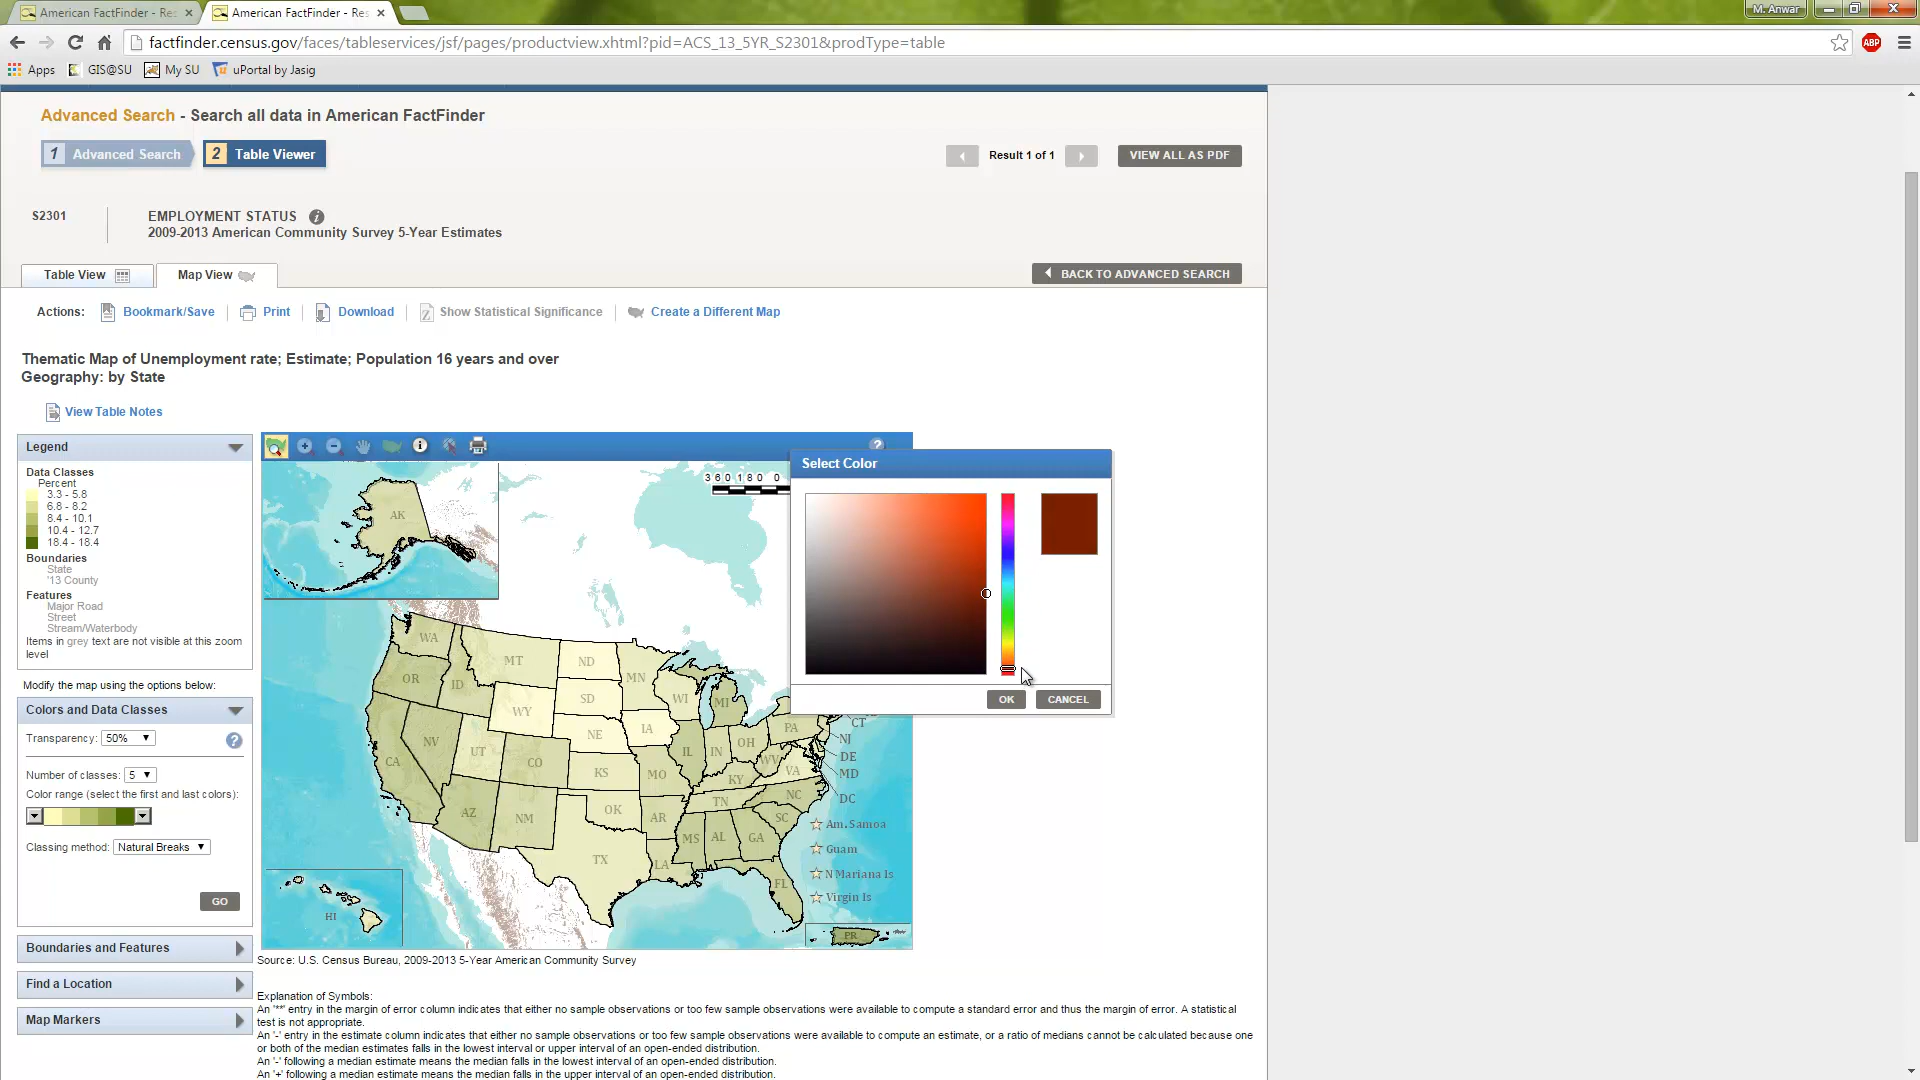 American FactFinder - Res
American FactFinder - Res
M. Anwar
factfinder.census.gov/faces/tableservices/jsf/pages/productview.xhtml?pid=ACS_13_5YR_S2301&prodType=table
ABP
Apps GIS@SU My SU uPortal by Jasig
Advanced Search - Search all data in American FactFinder
1 Advanced Search 2 Table Viewer
Result 1 of 1 VIEW ALL AS PDF
S2301 EMPLOYMENT STATUS
2009-2013 American Community Survey 5-Year Estimates
Table View Map View BACK TO ADVANCED SEARCH
Actions: Bookmark/Save Print Download Show Statistical Significance Create a Different Map
Thematic Map of Unemployment rate; Estimate; Population 16 years and over
Geography: by State
View Table Notes
Legend
Data Classes
Percent
3.3 - 5.8
6.8 - 8.2
8.4 - 10.1
10.4 - 12.7
18.4 - 18.4
Boundaries
State
'13 County
Features
Major Road
Street
Stream/Waterbody
Items in grey text are not visible at this zoom
level
Modify the map using the options below:
Colors and Data Classes
Transparency: 50%
Number of classes: 5
Color range (select the first and last colors):
Classing method: Natural Breaks
GO
Boundaries and Features
Find a Location
Map Markers
360 180 0
Select Color
OK CANCEL
AK
WA
MT
ND
MN
OR
ID
SD
WI
MI
WY
CT
PA
NJ
IA
NE
NV
UT
IL
IN
OH
DE
CA
CO
WV
MD
KS
MO
KY
VA
DC
NC
TN
AZ
NM
OK
AR
SC
Am. Samoa
MS
AL
GA
Guam
TX
LA
N Mariana Is
FL
Virgin Is
HI
PR
Source: U.S. Census Bureau, 2009-2013 5-Year American Community Survey
Explanation of Symbols:
An '**' entry in the margin of error column indicates that either no sample observations or too few sample observations were available to compute a standard error and thus the margin of error. A statistical
test is not appropriate.
An '-' entry in the estimate column indicates that either no sample observations or too few sample observations were available to compute an estimate, or a ratio of medians cannot be calculated because one
or both of the median estimates falls in the lowest interval or upper interval of an open-ended distribution.
An '-' following a median estimate means the median falls in the lowest interval of an open-ended distribution.
An '+' following a median estimate means the median falls in the upper interval of an open-ended distribution.